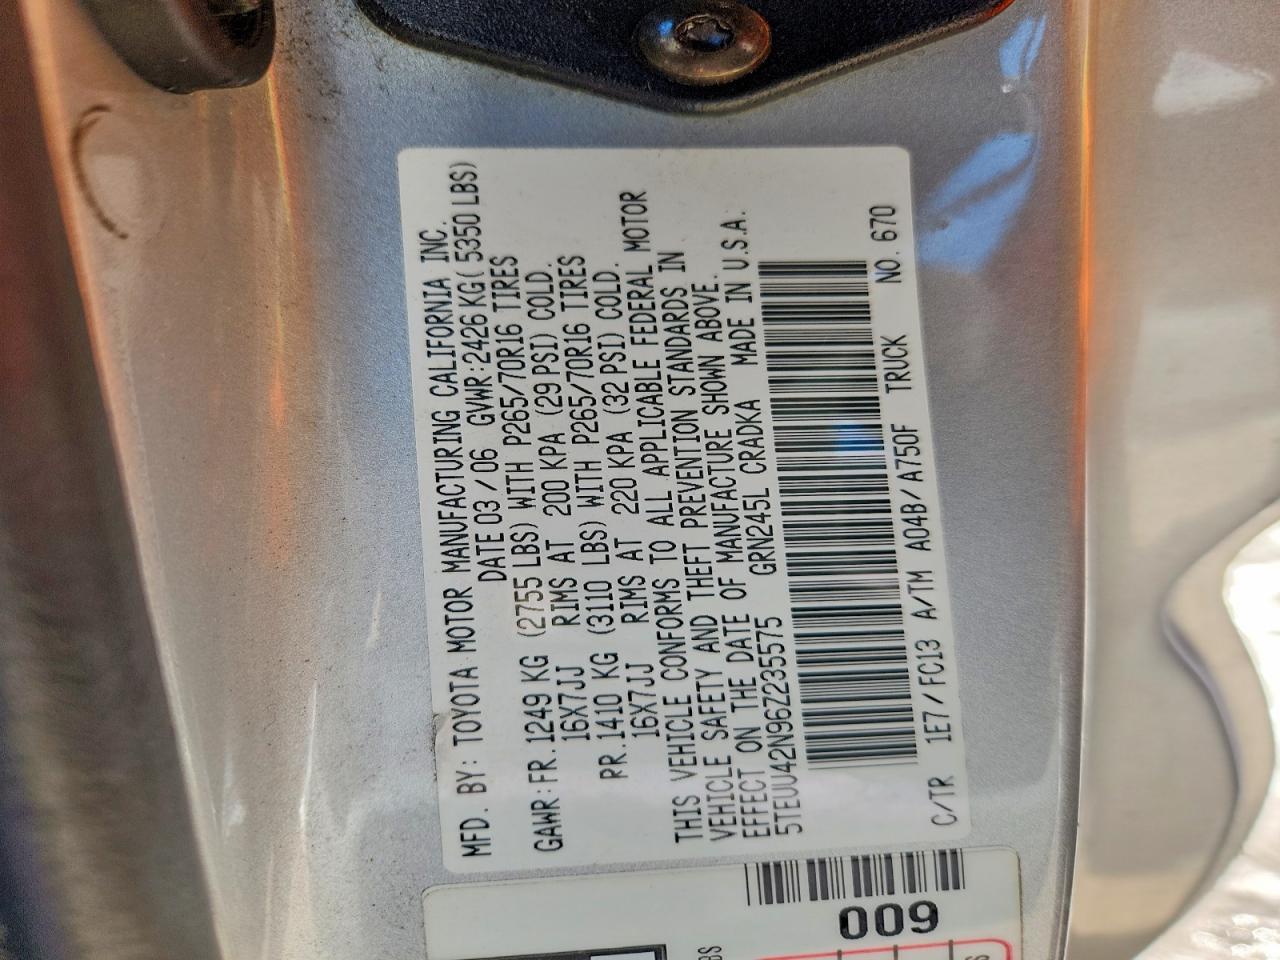 MFD. BY: TOYOTA MOTOR MANUFACTURING CALIFORNIA INC.
DATE 03 / 06 GVWR: 2426 KG( 5350 LBS)
GAWR: FR. 1249 KG (2755 LBS) WITH P265/70R16 TIRES
16X7JJ RIMS AT 200 KPA (29 PSI) COLD.
RR. 1410 KG (3110 LBS) WITH P265/70R16 TIRES
16X7JJ RIMS AT 220 KPA (32 PSI) COLD.
THIS VEHICLE CONFORMS TO ALL APPLICABLE FEDERAL MOTOR
VEHICLE SAFETY AND THEFT PREVENTION STANDARDS IN
EFFECT ON THE DATE OF MANUFACTURE SHOWN ABOVE.
5TEUU42N96Z235575 GRN245L CRADKA MADE IN U.S.A.
C/TR 1E7 / FC13 A/TM A04B / A750F TRUCK NO. 670
009